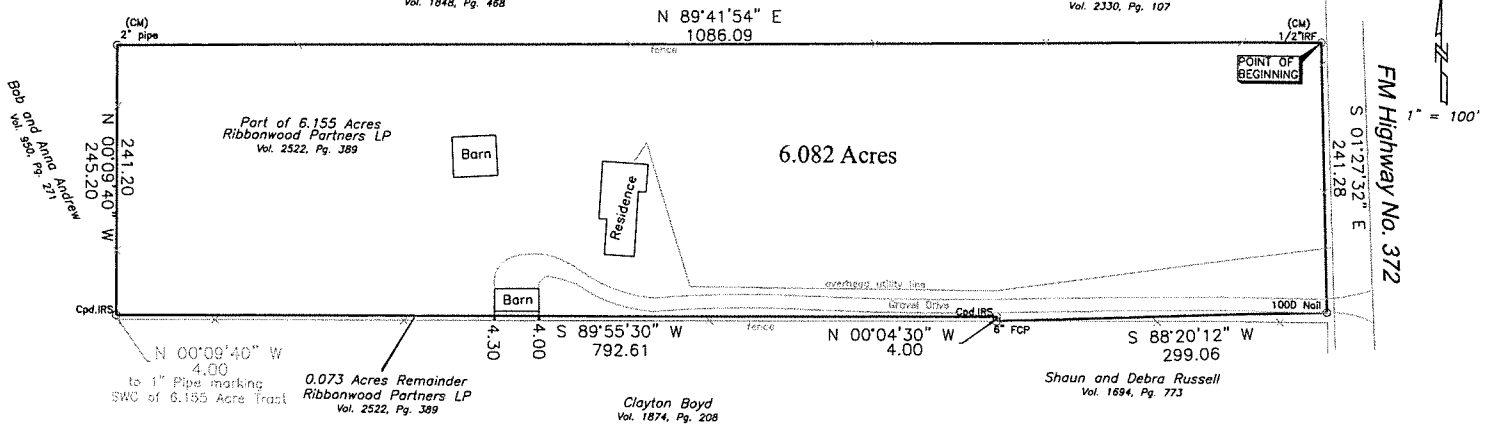 Vol. 1848, Pg. 468
Vol. 2330, Pg. 107
N 89°41'54" E
1086.09
(CM)
2" pipe
fence
(CM)
1/2"IRF
POINT OF
BEGINNING
FM Highway No. 372
N
1" = 100'
S 01°27'32" E
241.28
Bob and Anna Andrew
Vol. 950, Pg. 271
241.20
N 00°09'40" W
245.20
Part of 6.155 Acres
Ribbonwood Partners LP
Vol. 2522, Pg. 389
Barn
Residence
6.082 Acres
overhead utility line
Gravel Drive
Barn
Cpd.IRS
Cpd.IRS
100D Nail
6" FCP
4.30
4.00
S 89°55'30" W
792.61
fence
N 00°04'30" W
4.00
S 88°20'12" W
299.06
N 00°09'40" W
4.00
to 1" Pipe marking
SWC of 6.155 Acre Tract
0.073 Acres Remainder
Ribbonwood Partners LP
Vol. 2522, Pg. 389
Clayton Boyd
Vol. 1874, Pg. 208
Shaun and Debra Russell
Vol. 1694, Pg. 773